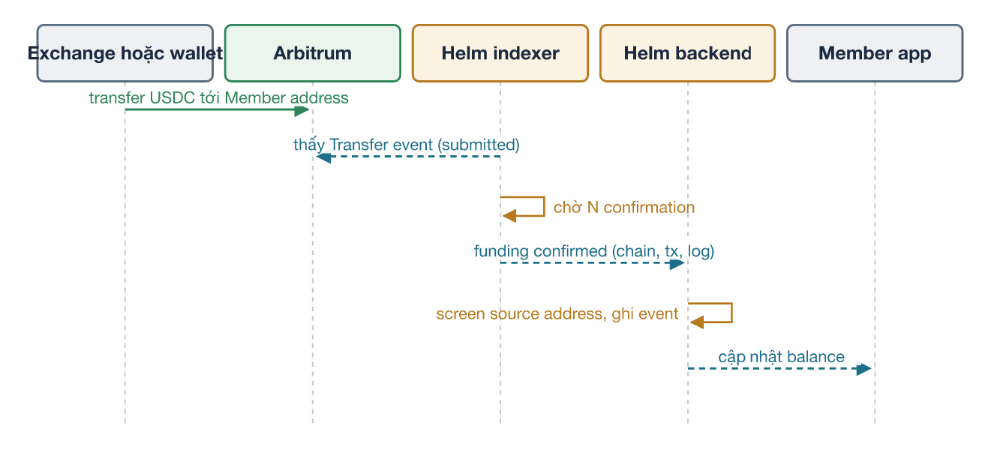 Exchange hoặc wallet
Arbitrum
Helm indexer
Helm backend
Member app
transfer USDC tới Member address
thấy Transfer event (submitted)
chờ N confirmation
funding confirmed (chain, tx, log)
screen source address, ghi event
cập nhật balance